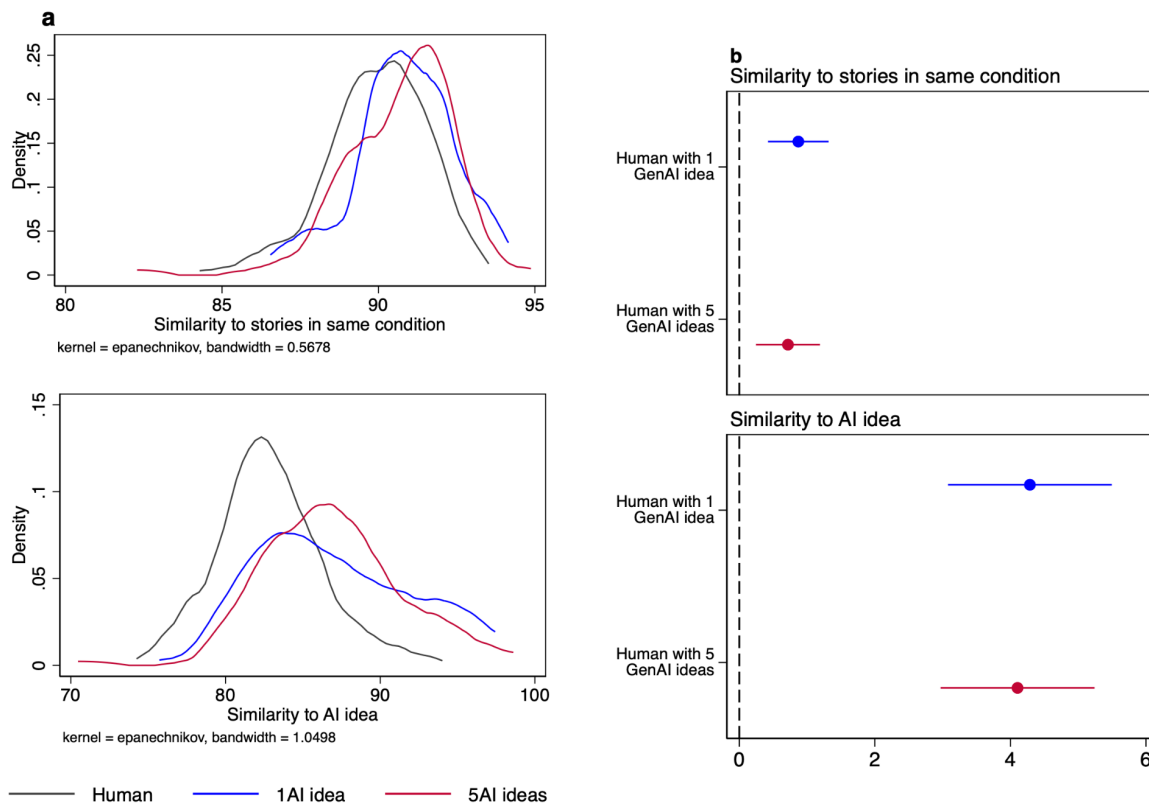 a
.25
.2
.15
.1
.05
0
Density
80 85 90 95
Similarity to stories in same condition
kernel = epanechnikov, bandwidth = 0.5678
.15
.1
.05
0
Density
70 80 90 100
Similarity to AI idea
kernel = epanechnikov, bandwidth = 1.0498
Human 1AI idea 5AI ideas
b
Similarity to stories in same condition
Human with 1
GenAI idea
Human with 5
GenAI ideas
Similarity to AI idea
Human with 1
GenAI idea
Human with 5
GenAI ideas
0 2 4 6